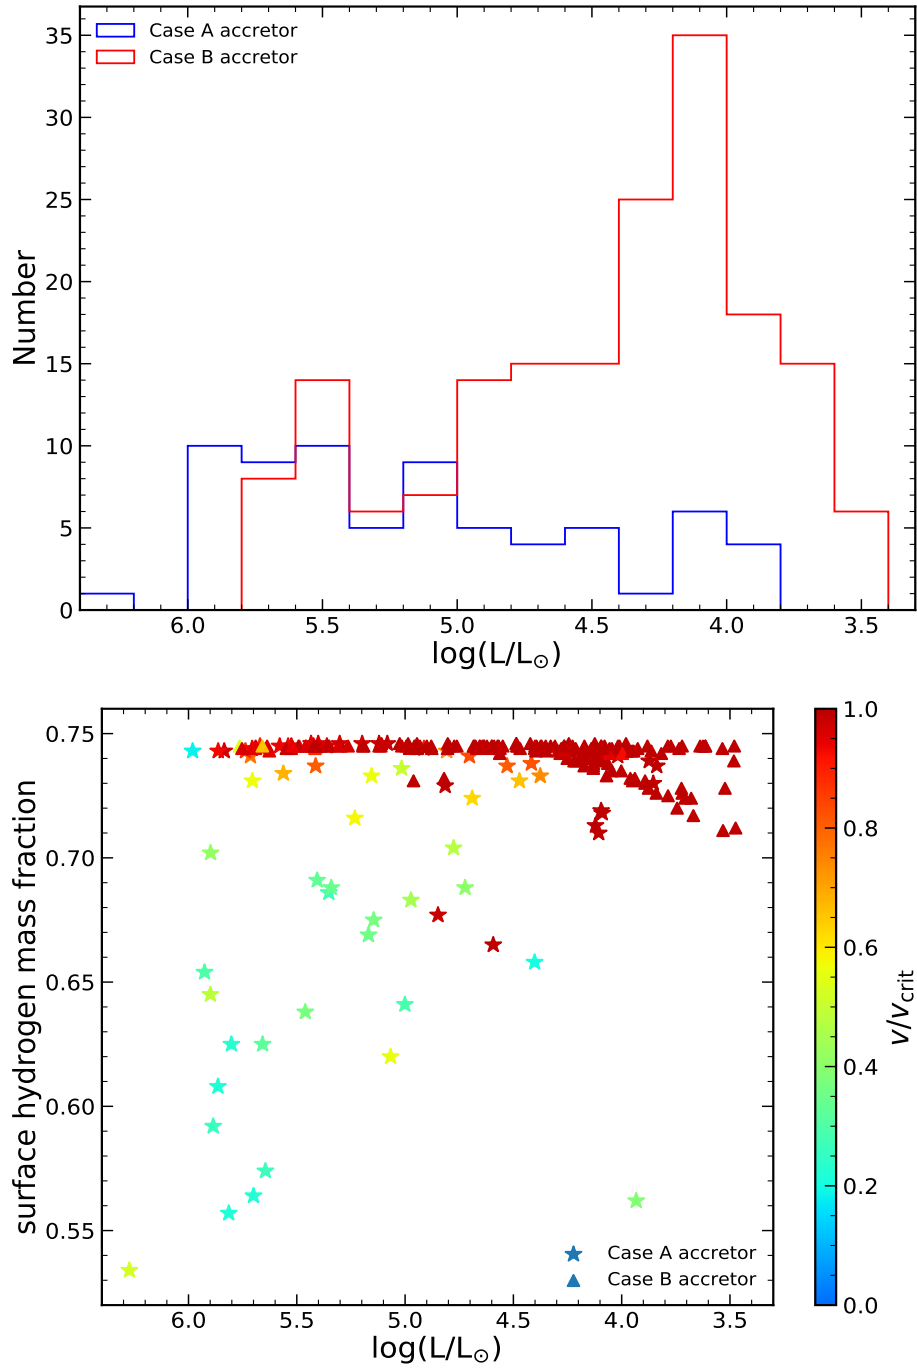 Case A accretor
Case B accretor
35
30
25
20
15
10
5
0
Number
6.0 5.5 5.0 4.5 4.0 3.5
log(L/L☉)
0.75
0.70
0.65
0.60
0.55
surface hydrogen mass fraction
Case A accretor
Case B accretor
6.0 5.5 5.0 4.5 4.0 3.5
log(L/L☉)
1.0
0.8
0.6
0.4
0.2
0.0
v/vcrit